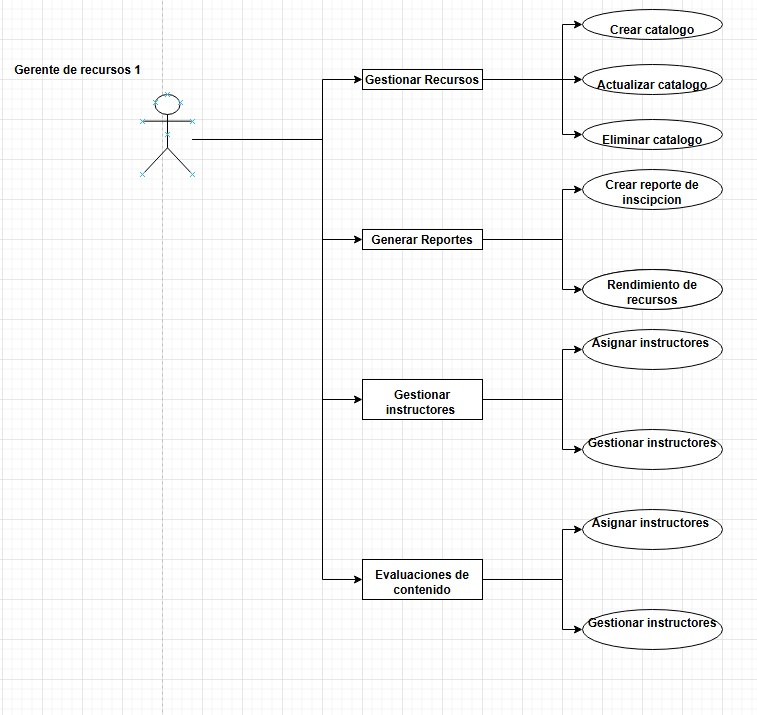 Crear catalogo
Gerente de recursos 1
Gestionar Recursos
Actualizar catalogo
Eliminar catalogo
Crear reporte de
inscipcion
Generar Reportes
Rendimiento de
recursos
Asignar instructores
Gestionar
instructores
Gestionar instructores
Asignar instructores
Evaluaciones de
contenido
Gestionar instructores